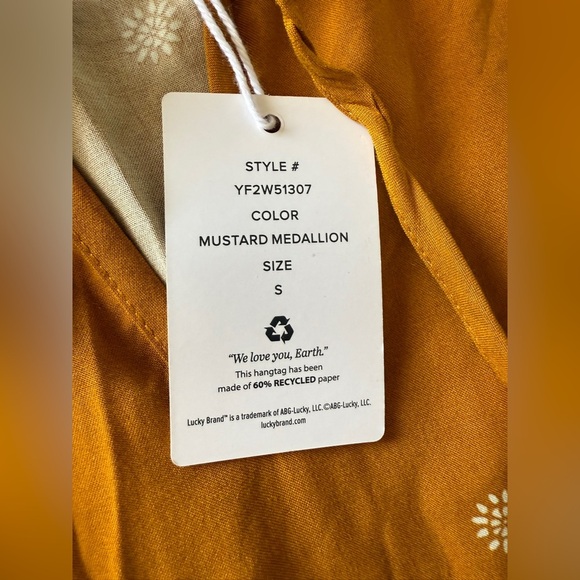 STYLE #
YF2W51307
COLOR
MUSTARD MEDALLION
SIZE
S
“We love you, Earth.”
This hangtag has been
made of 60% RECYCLED paper
Lucky Brand™ is a trademark of ABG-Lucky, LLC. ©ABG-Lucky, LLC.
luckybrand.com